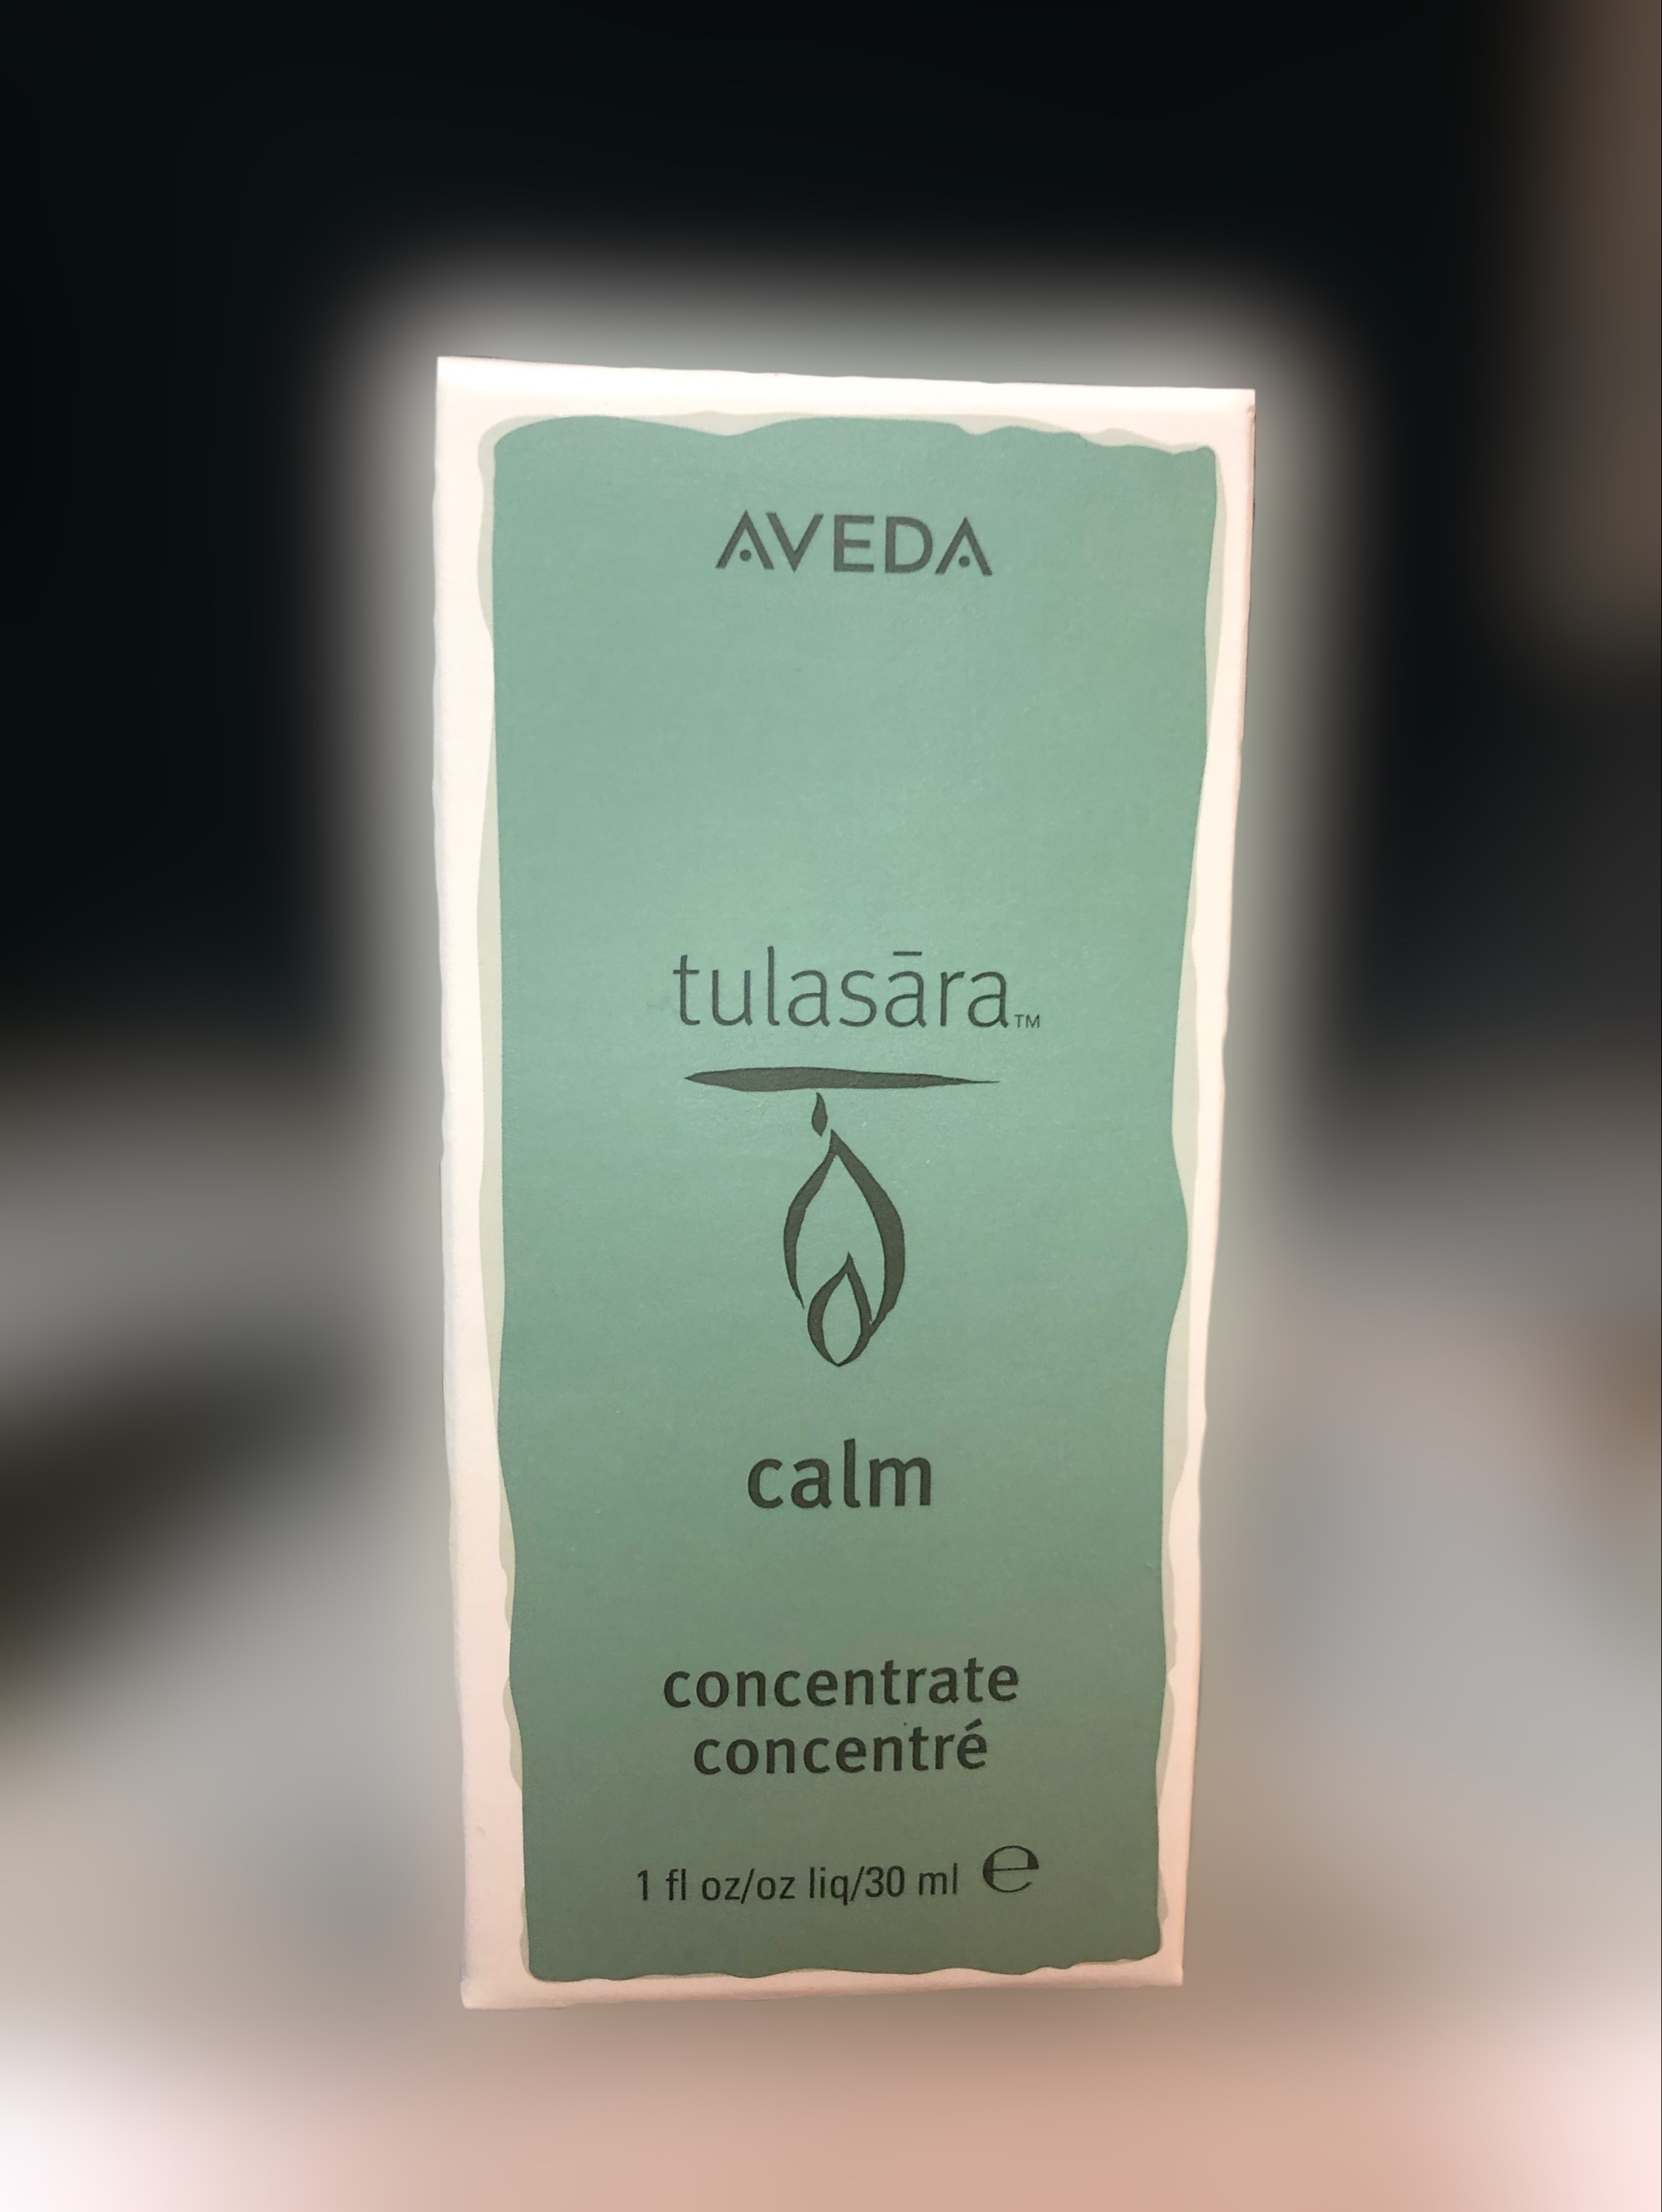 AVEDA
tulasāra™
calm
concentrate
concentré
1 fl oz/oz liq/30 ml ℮